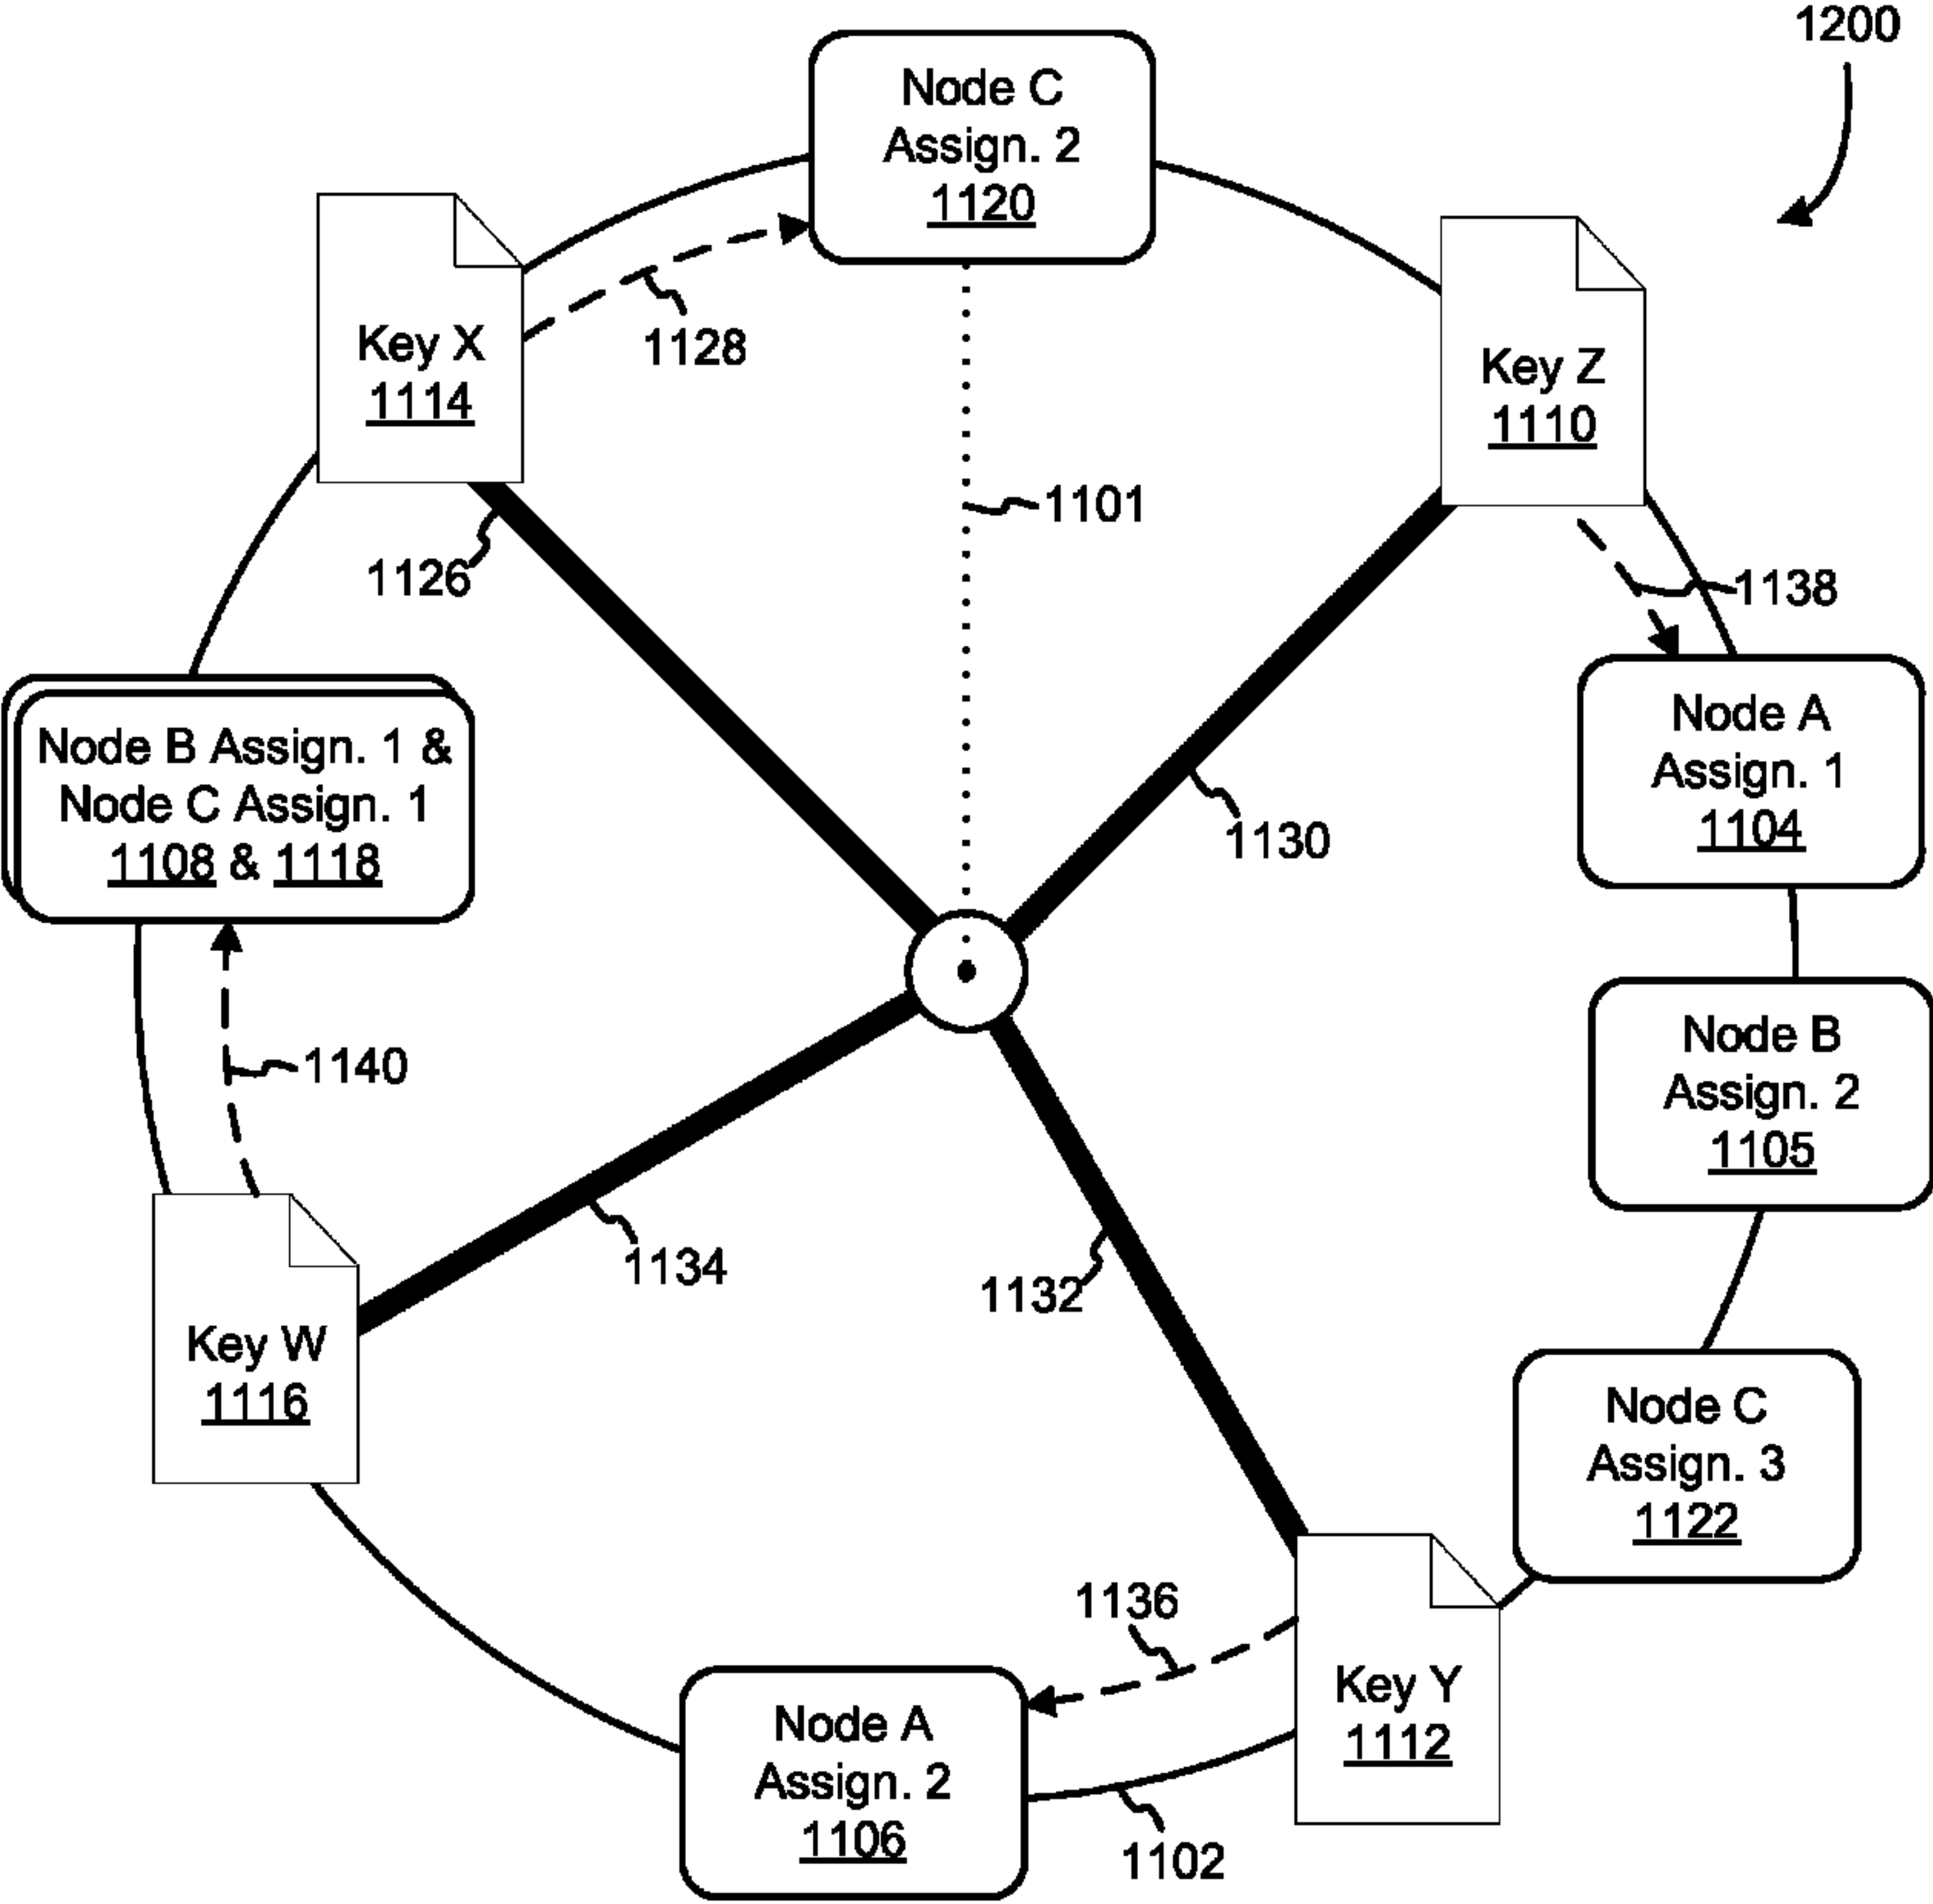 1200
Node C
Assign. 2
1120
Key X
1114
1128
Key Z
1110
1101
1126
1138
Node A
Assign. 1
1104
Node B Assign. 1 &
Node C Assign. 1
1108 & 1118
1130
Node B
Assign. 2
1105
1140
1134
1132
Key W
1116
Node C
Assign. 3
1122
1136
Key Y
1112
Node A
Assign. 2
1106
1102